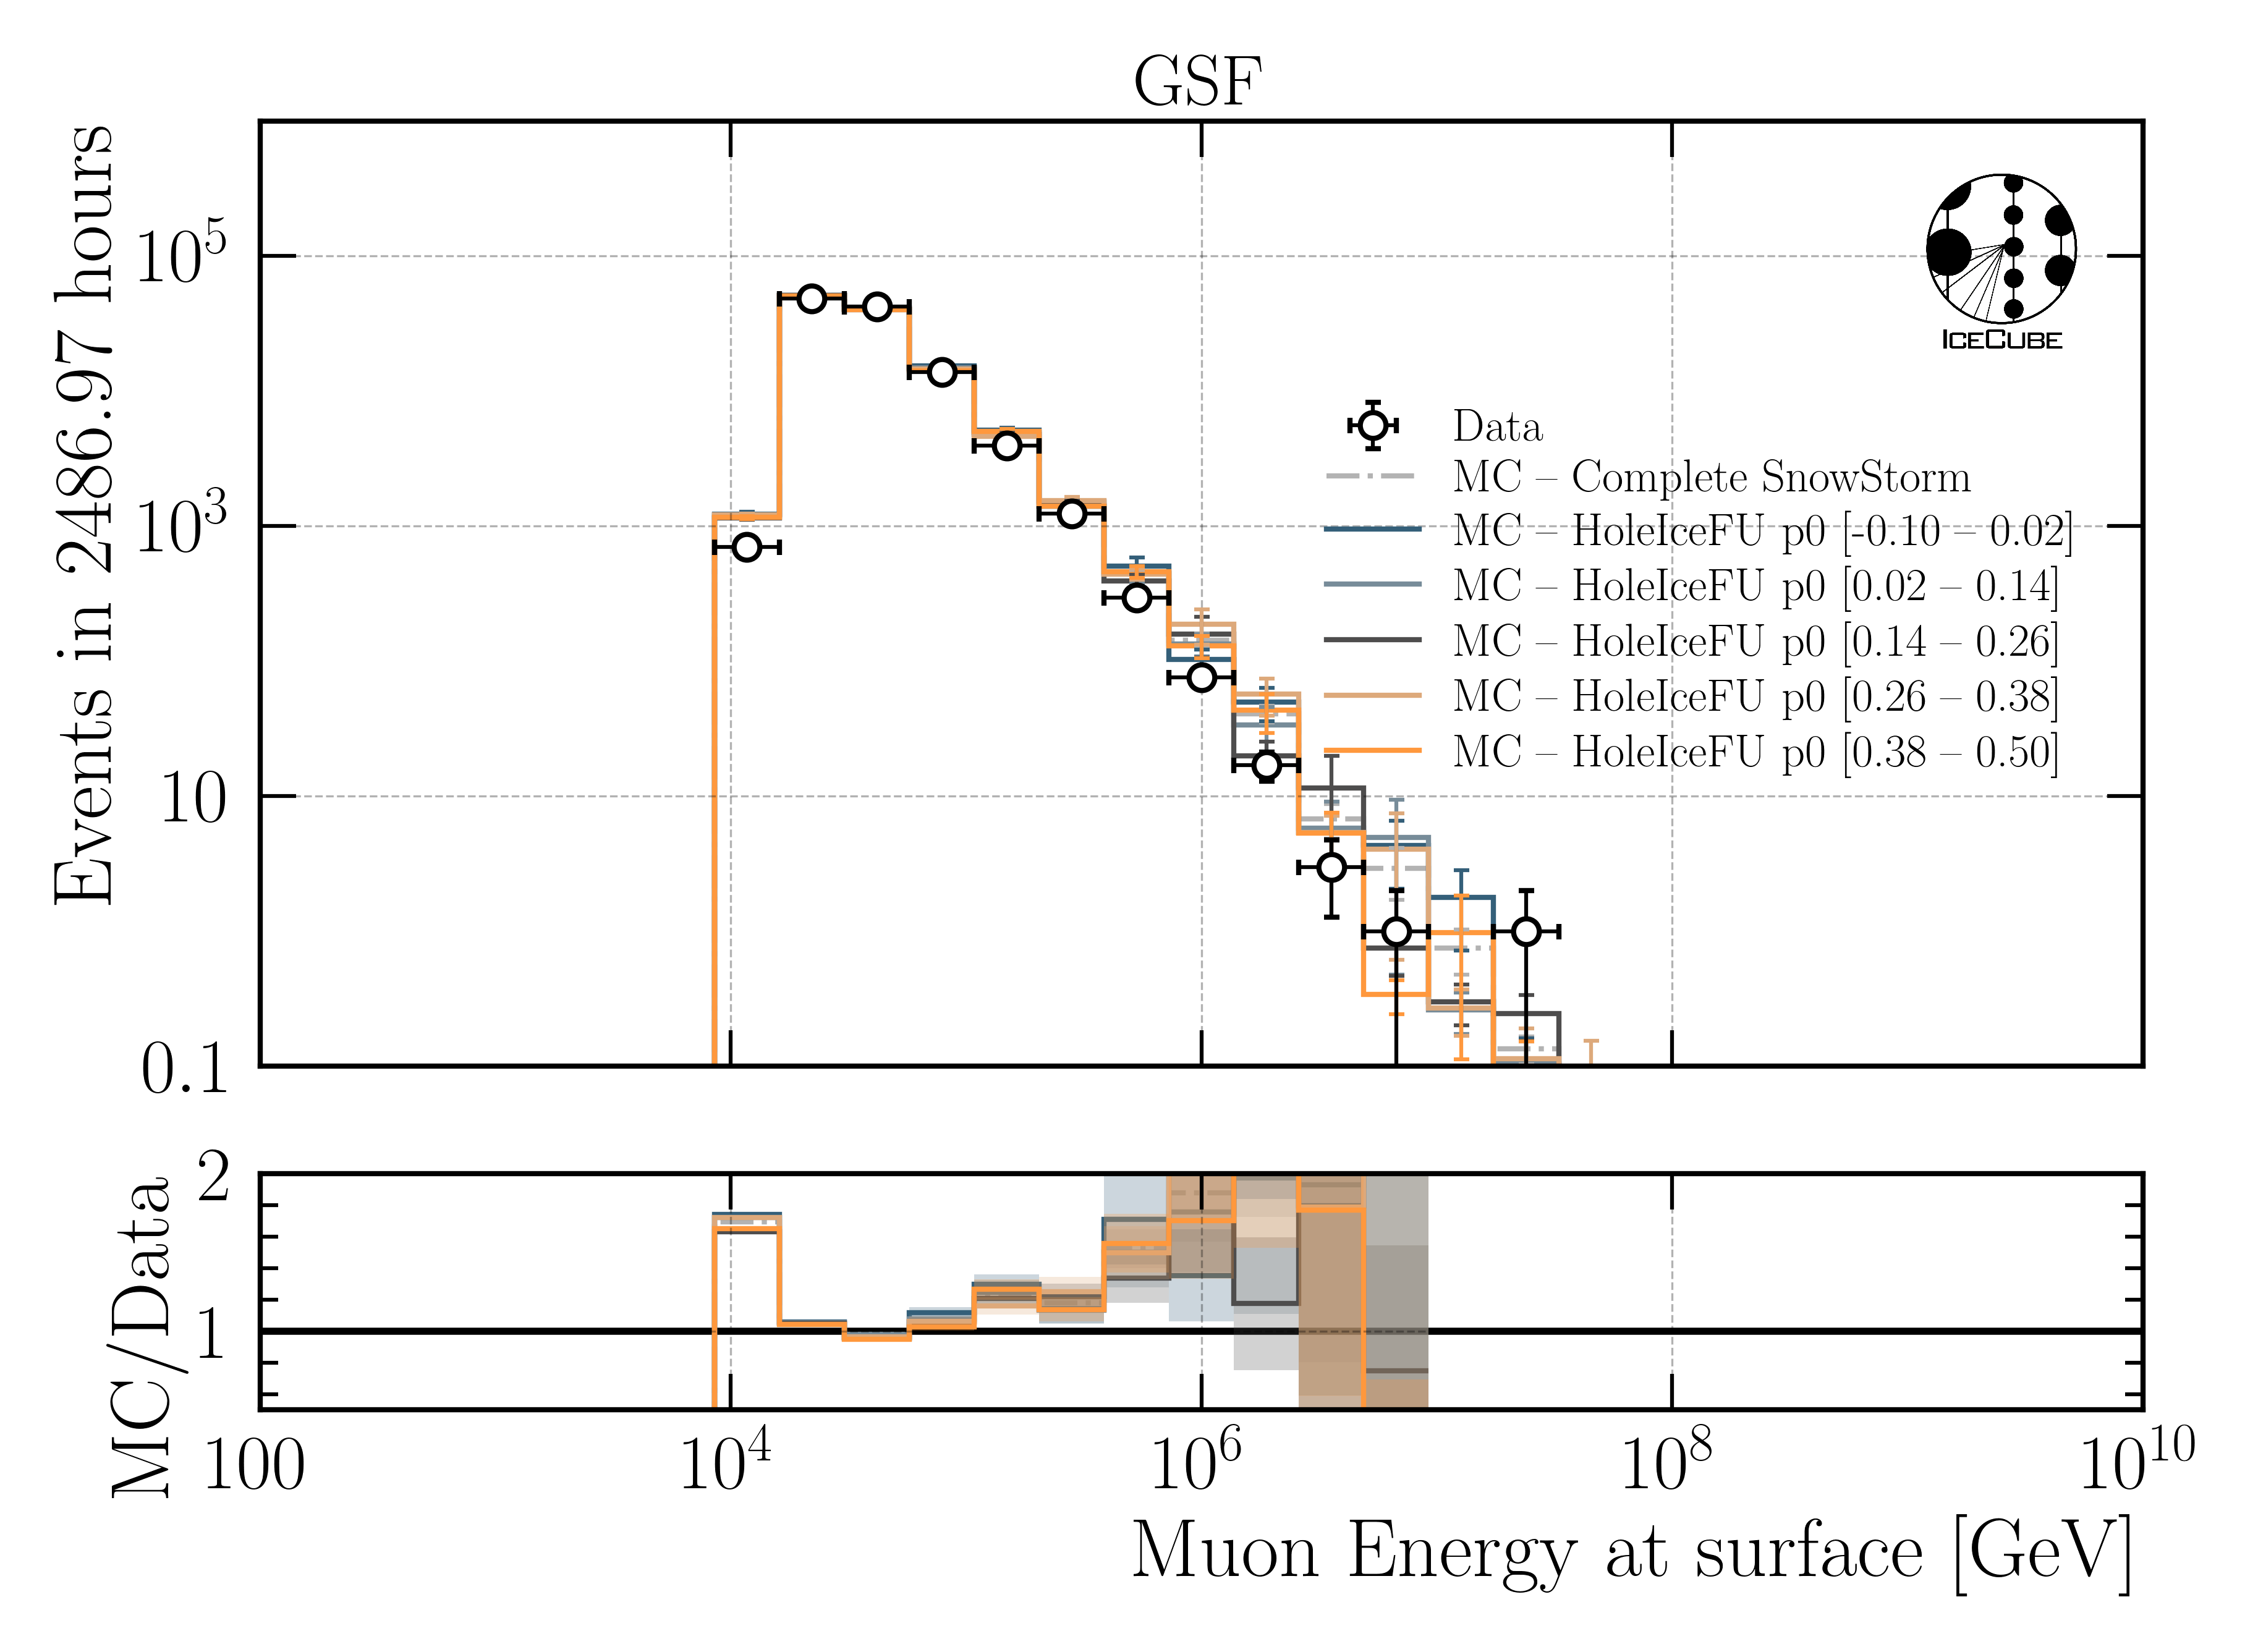 GSF
Events in 2486.97 hours
10^5
10^3
10
0.1
ICECUBE
Data
MC – Complete SnowStorm
MC – HoleIceFU p0 [-0.10 – 0.02]
MC – HoleIceFU p0 [0.02 – 0.14]
MC – HoleIceFU p0 [0.14 – 0.26]
MC – HoleIceFU p0 [0.26 – 0.38]
MC – HoleIceFU p0 [0.38 – 0.50]
MC/Data
2
1
100 10^4 10^6 10^8 10^10
Muon Energy at surface [GeV]